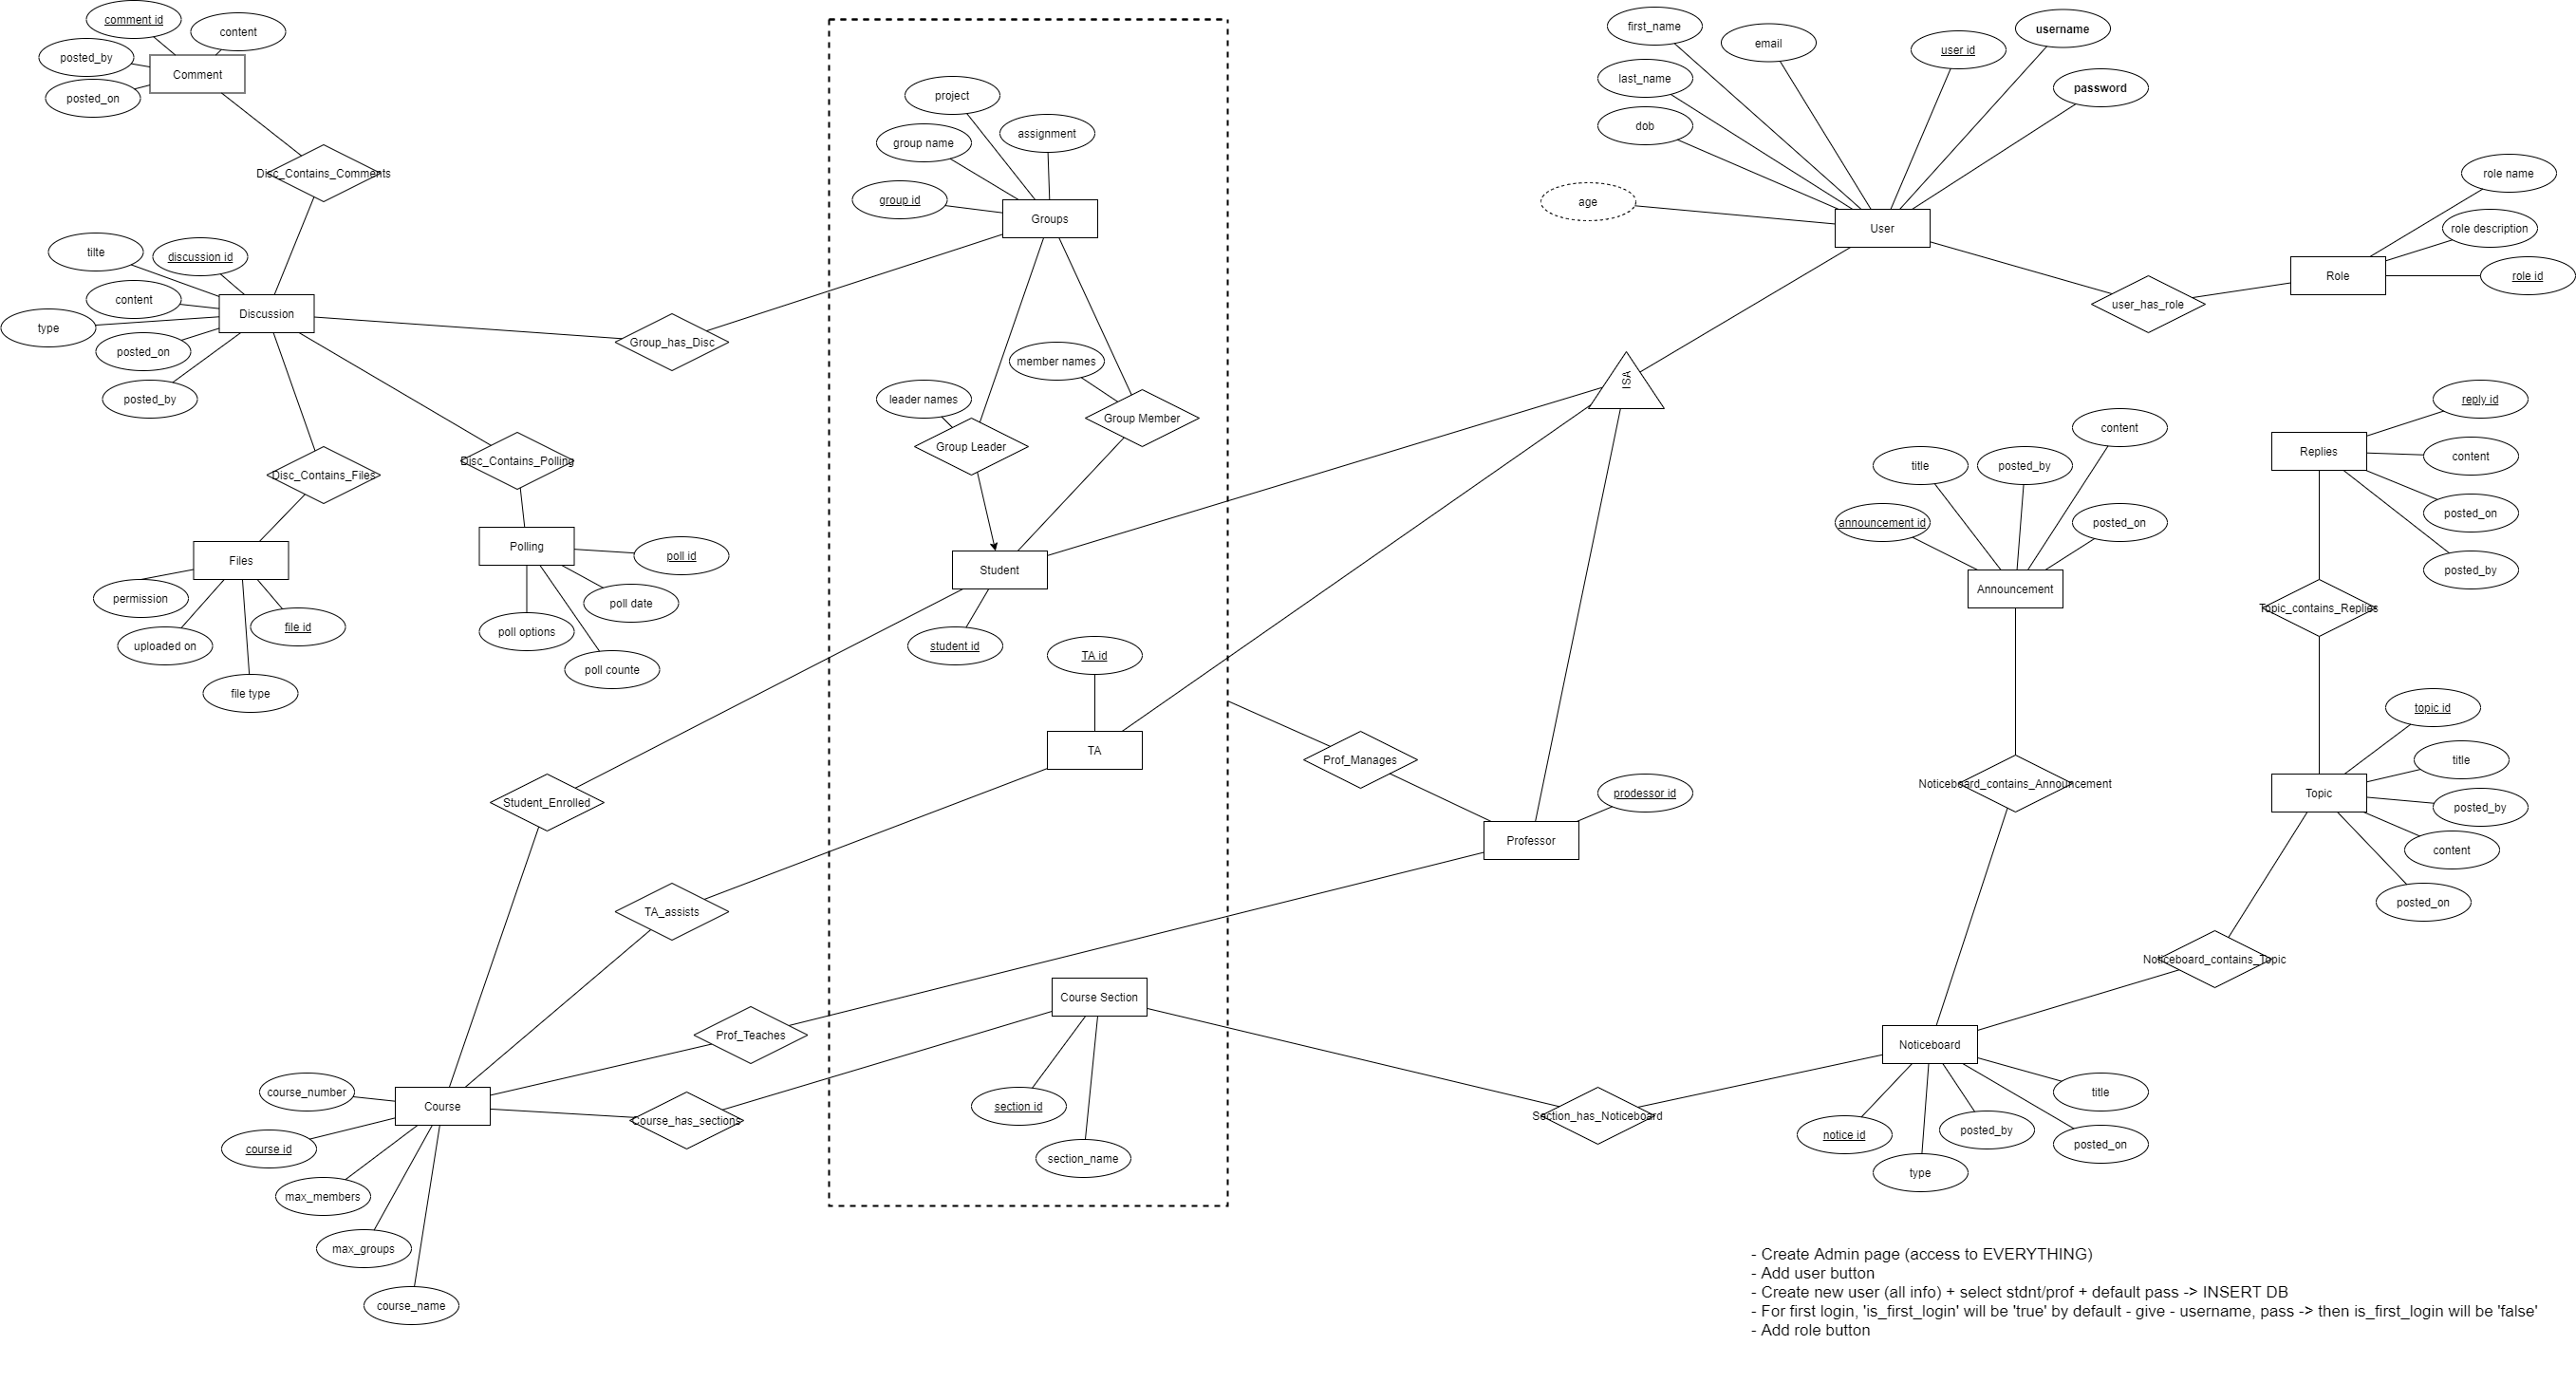 comment id
content
posted_by
Comment
posted_on
Disc_Contains_Comments
tilte
discussion id
content
type
Discussion
posted_on
posted_by
Group_has_Disc
Disc_Contains_Files
Disc_Contains_Polling
Files
permission
uploaded on
file id
file type
Polling
poll id
poll date
poll options
poll counte
project
group name
assignment
group id
Groups
member names
leader names
Group Member
Group Leader
Student
student id
TA id
TA
Student_Enrolled
TA_assists
Prof_Teaches
Course Section
section id
section_name
course_number
Course
Course_has_sections
course id
max_members
max_groups
course_name
first_name
email
user id
username
last_name
password
dob
age
User
role name
role description
Role
role id
user_has_role
ISA
Prof_Manages
prodessor id
Professor
content
title
posted_by
announcement id
posted_on
Announcement
Noticeboard_contains_Announcement
reply id
Replies
content
posted_on
posted_by
Topic_contains_Replies
topic id
title
Topic
posted_by
content
posted_on
Noticeboard_contains_Topic
Noticeboard
Section_has_Noticeboard
title
notice id
posted_by
posted_on
type
- Create Admin page (access to EVERYTHING)
- Add user button
- Create new user (all info) + select stdnt/prof + default pass -> INSERT DB
- For first login, 'is_first_login' will be 'true' by default - give - username, pass -> then is_first_login will be 'false'
- Add role button